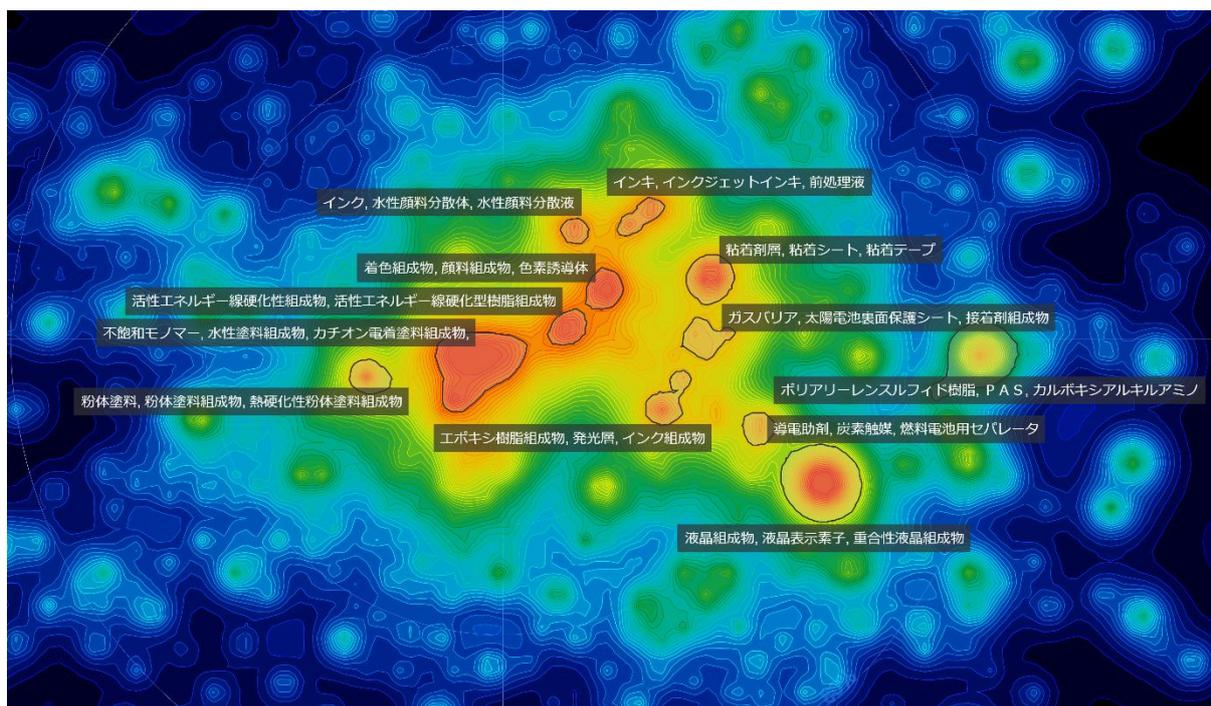 インキ, インクジェットインキ, 前処理液
インク, 水性顔料分散体, 水性顔料分散液
粘着剤層, 粘着シート, 粘着テープ
着色組成物, 顔料組成物, 色素誘導体
活性エネルギー線硬化性組成物, 活性エネルギー線硬化型樹脂組成物
ガスバリア, 太陽電池裏面保護シート, 接着剤組成物
不飽和モノマー, 水性塗料組成物, カチオン電着塗料組成物,
ポリアリーレンスルフィド樹脂, ＰＡＳ, カルボキシアルキルアミノ
粉体塗料, 粉体塗料組成物, 熱硬化性粉体塗料組成物
導電助剤, 炭素触媒, 燃料電池用セパレータ
エポキシ樹脂組成物, 発光層, インク組成物
液晶組成物, 液晶表示素子, 重合性液晶組成物